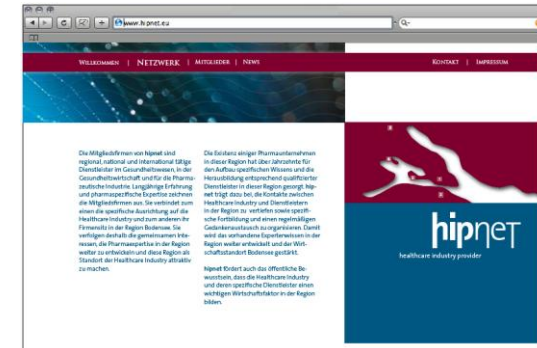 www.hipnet.eu
Q-
WILLKOMMEN | NETZWERK | MITGLIEDER | NEWS
KONTAKT | IMPRESSUM
Die Mitgliedsfirmen von hipnet sind
regional, national und international tätige
Dienstleister im Gesundheitswesen, in der
Gesundheitswirtschaft und für die Pharma-
zeutische Industrie. Langjährige Erfahrung
und pharmaspezifische Expertise zeichnen
die Mitgliedsfirmen aus. Sie verbindet zum
einen die spezifische Ausrichtung auf die
Healthcare Industry und zum anderen ihr
Firmensitz in der Region Bodensee. Sie
verfolgen deshalb die gemeinsamen Inte-
ressen, die Pharmaexpertise in der Region
weiter zu entwickeln und diese Region als
Standort der Healthcare Industry attraktiv
zu machen.
Die Existenz einiger Pharmaunternehmen
in dieser Region hat über Jahrzehnte für
den Aufbau spezifischen Wissens und die
Herausbildung entsprechend qualifizierter
Dienstleister in dieser Region gesorgt. hip-
net trägt dazu bei, die Kontakte zwischen
Healthcare Industry und Dienstleistern
in der Region zu vertiefen sowie spezifi-
sche Fortbildung und einen regelmäßigen
Gedankenaustausch zu organisieren. Damit
wird das vorhandene Expertenwissen in der
Region weiter entwickelt und der Wirt-
schaftsstandort Bodensee gestärkt.
hipnet fördert auch das öffentliche Be-
wusstsein, dass die Healthcare Industry
und deren spezifische Dienstleister einen
wichtigen Wirtschaftsfaktor in der Region
bilden.
hipnet
healthcare industry provider